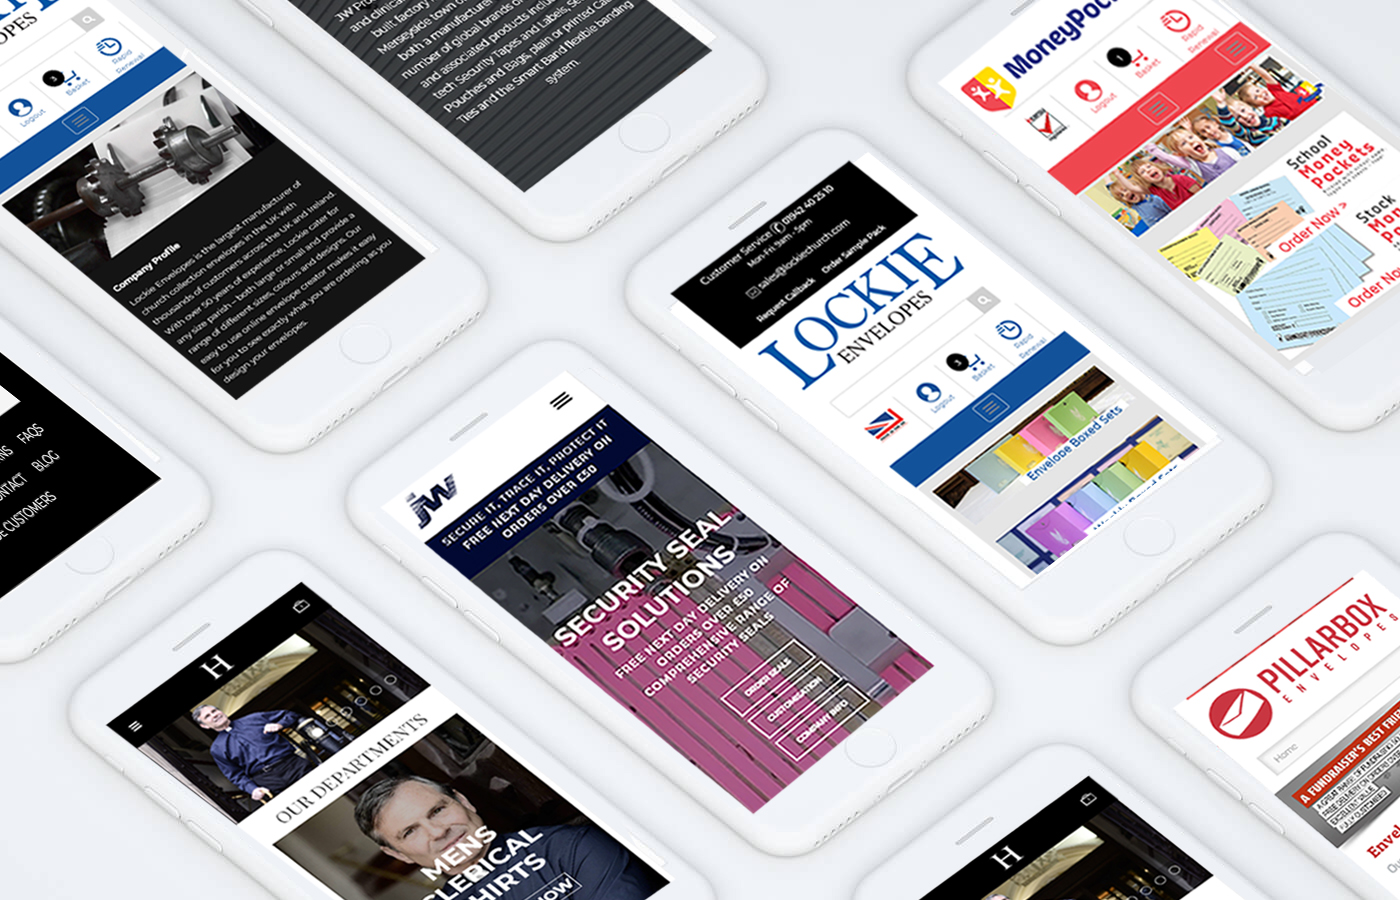 OPES
Logout
3
Basket
Rapid
Renewal
Company Profile
Lockie Envelopes is the largest manufacturer of
church collection envelopes in the UK with
thousands of customers across the UK and Ireland.
With over 50 years of experience, Lockie cater for
any size parish - both large or small and provide a
range of different sizes, colours and designs. Our
easy to use online envelope creator makes it easy
for you to see exactly what you are ordering as you
design your envelopes.
JW
and clinical
built factory
Merseyside town
both a manufacturer
number of global brands
and associated products
tech Security Tapes and Labels,
Pouches and Bags, plain or printed
Ties and the Smart Band flexible banding
system.
MoneyPoc
Logout
1
Basket
Rapid
Renewal
School
Money
Pockets
Order Now >
Stock
Order
Customer Service 01942 40 25 10
Mon-Fri 9am - 5pm
sales@lockiechurch.com
Request Callback Order Sample Pack
LOCKIE
ENVELOPES
Logout
3
Basket
Rapid
Renewal
Envelope Boxed Sets
FAQS
BLOG
CUSTOMERS
jw
SECURE IT, TRACE IT, PROTECT IT
FREE NEXT DAY DELIVERY ON
ORDERS OVER £50
SECURITY SEAL
SOLUTIONS
FREE NEXT DAY DELIVERY ON
ORDERS OVER £50
COMPREHENSIVE RANGE OF
SECURITY SEALS
ORDER SEALS
CUSTOMISATION
COMPANY INFO
H
OUR DEPARTMENTS
MENS
CLERICAL
SHIRTS
NOW
H
PILLARBOX
ENVELOPES
Home
A FUNDRAISER'S BEST FRIE
Envel